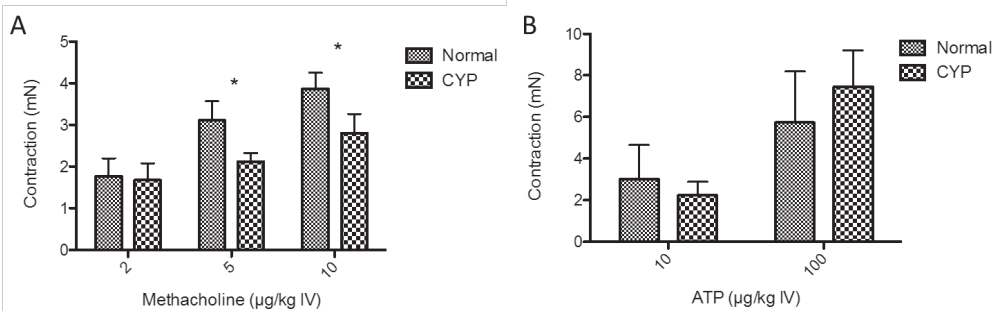 A
5
4
3
2
1
0
Contraction (mN)
*
*
Normal
CYP
2
5
10
Methacholine (µg/kg IV)
B
10
8
6
4
2
0
Contraction (mN)
Normal
CYP
10
100
ATP (µg/kg IV)